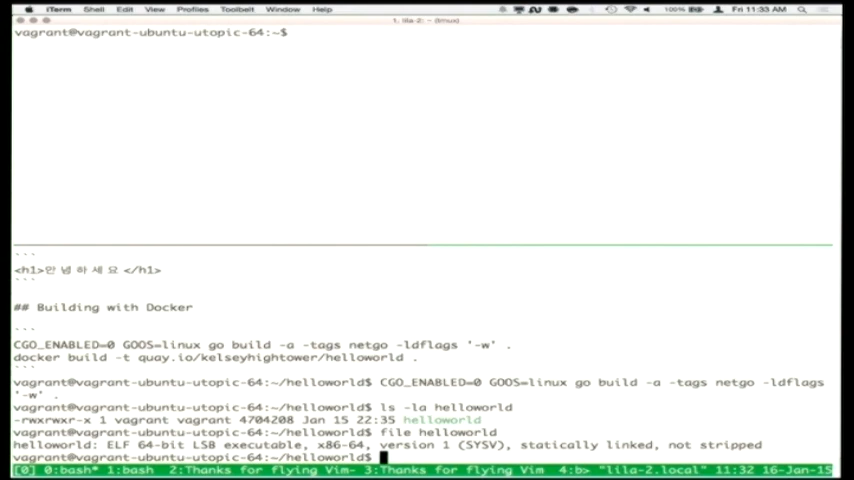 iTerm Shell Edit View Profiles Toolbelt Window Help 100% Fri 11:33 AM
1. lila-2: ~ (tmux)
vagrant@vagrant-ubuntu-utopic-64:~$
```
<h1>안녕하세요</h1>
```
## Building with Docker
```
CGO_ENABLED=0 GOOS=linux go build -a -tags netgo -ldflags '-w' .
docker build -t quay.io/kelseyhightower/helloworld .
```
vagrant@vagrant-ubuntu-utopic-64:~/helloworld$ CGO_ENABLED=0 GOOS=linux go build -a -tags netgo -ldflags
'-w' .
vagrant@vagrant-ubuntu-utopic-64:~/helloworld$ ls -la helloworld
-rwxrwxr-x 1 vagrant vagrant 4704208 Jan 15 22:35 helloworld
vagrant@vagrant-ubuntu-utopic-64:~/helloworld$ file helloworld
helloworld: ELF 64-bit LSB executable, x86-64, version 1 (SYSV), statically linked, not stripped
vagrant@vagrant-ubuntu-utopic-64:~/helloworld$
[0] 0:bash* 1:bash 2:Thanks for flying Vim- 3:Thanks for flying Vim 4:b> "lila-2.local" 11:32 16-Jan-15